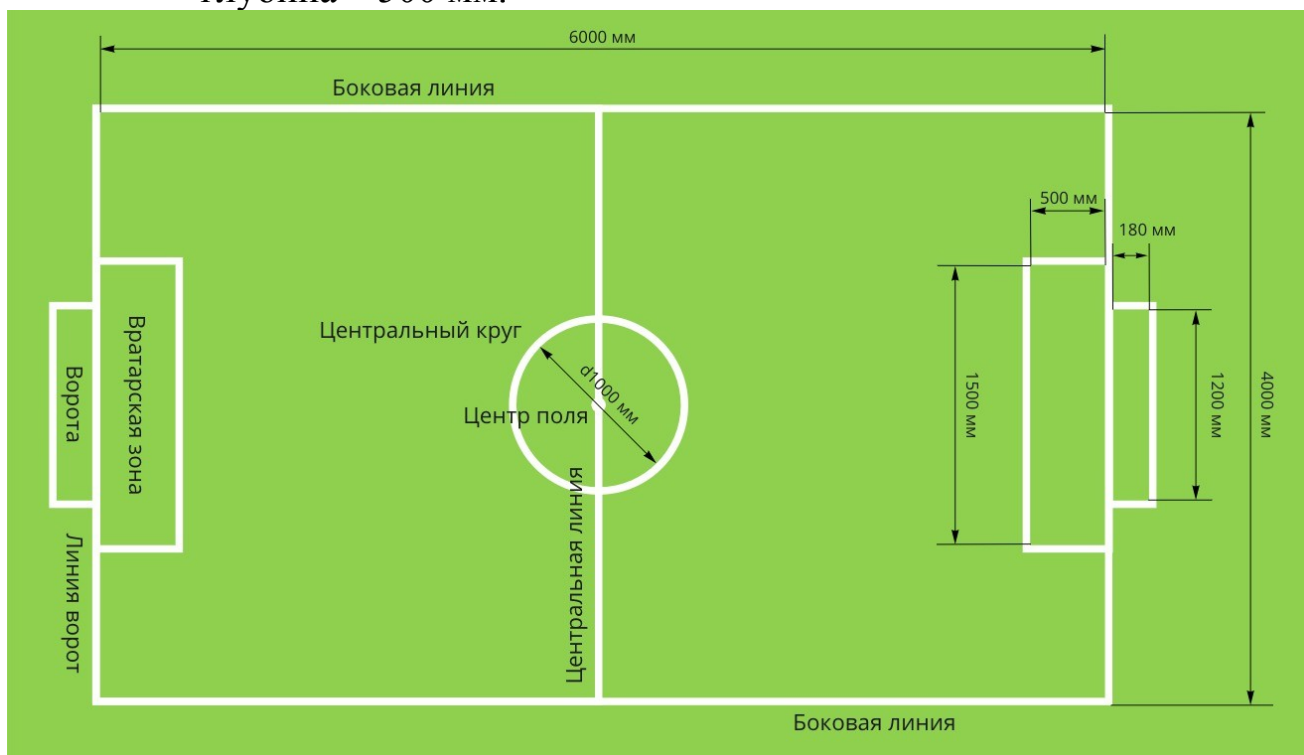 6000 мм
Боковая линия
500 мм
180 мм
Центральный круг
d1000 мм
Центр поля
Вратарская зона
Ворота
Линия ворот
Центральная линия
1500 мм
1200 мм
4000 мм
Боковая линия